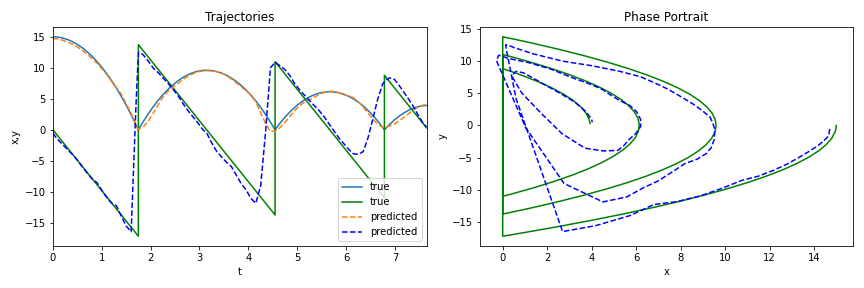 Trajectories
x,y
15
10
5
0
−5
−10
−15
0 1 2 3 4 5 6 7
t
true
true
predicted
predicted
Phase Portrait
y
15
10
5
0
−5
−10
−15
0 2 4 6 8 10 12 14
x